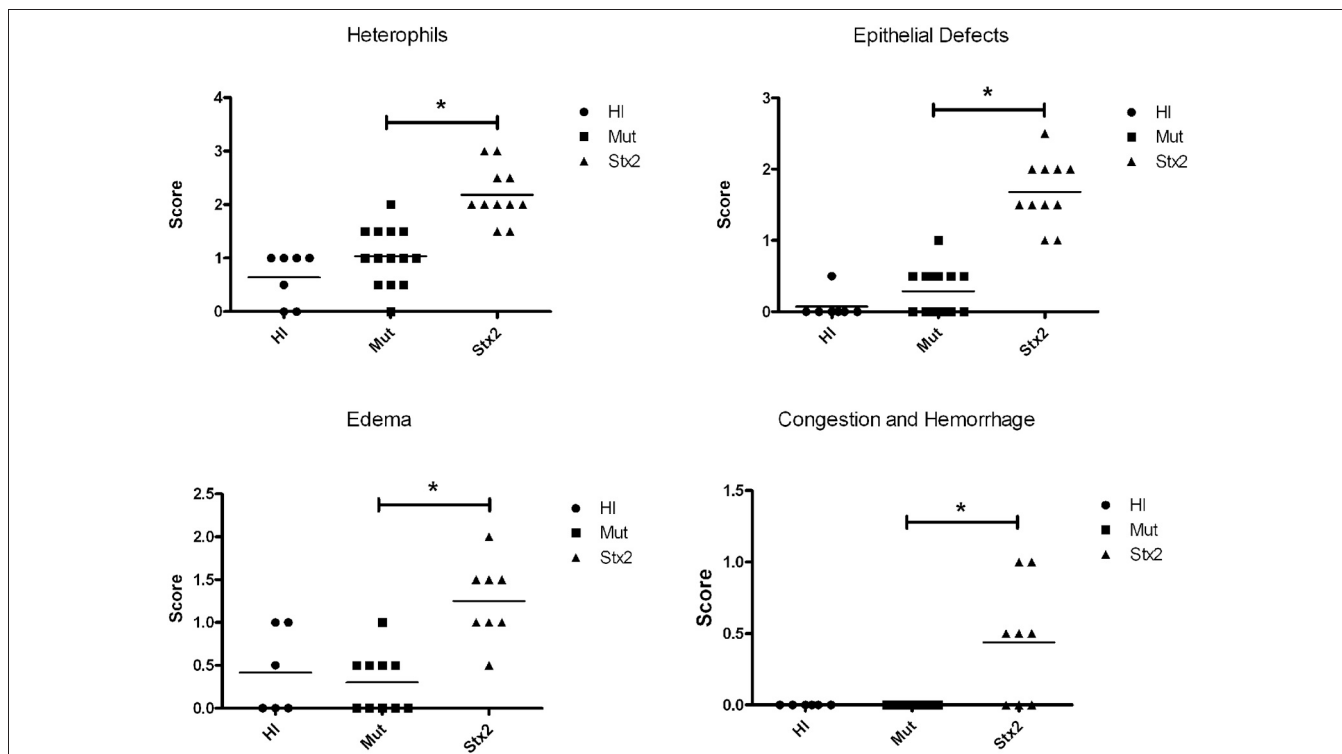 Heterophils
4
3
2
1
0
Score
*
HI
Mut
Stx2
HI
Mut
Stx2
Epithelial Defects
3
2
1
0
Score
*
HI
Mut
Stx2
HI
Mut
Stx2
Edema
2.5
2.0
1.5
1.0
0.5
0.0
Score
*
HI
Mut
Stx2
HI
Mut
Stx2
Congestion and Hemorrhage
1.5
1.0
0.5
0.0
Score
*
HI
Mut
Stx2
HI
Mut
Stx2